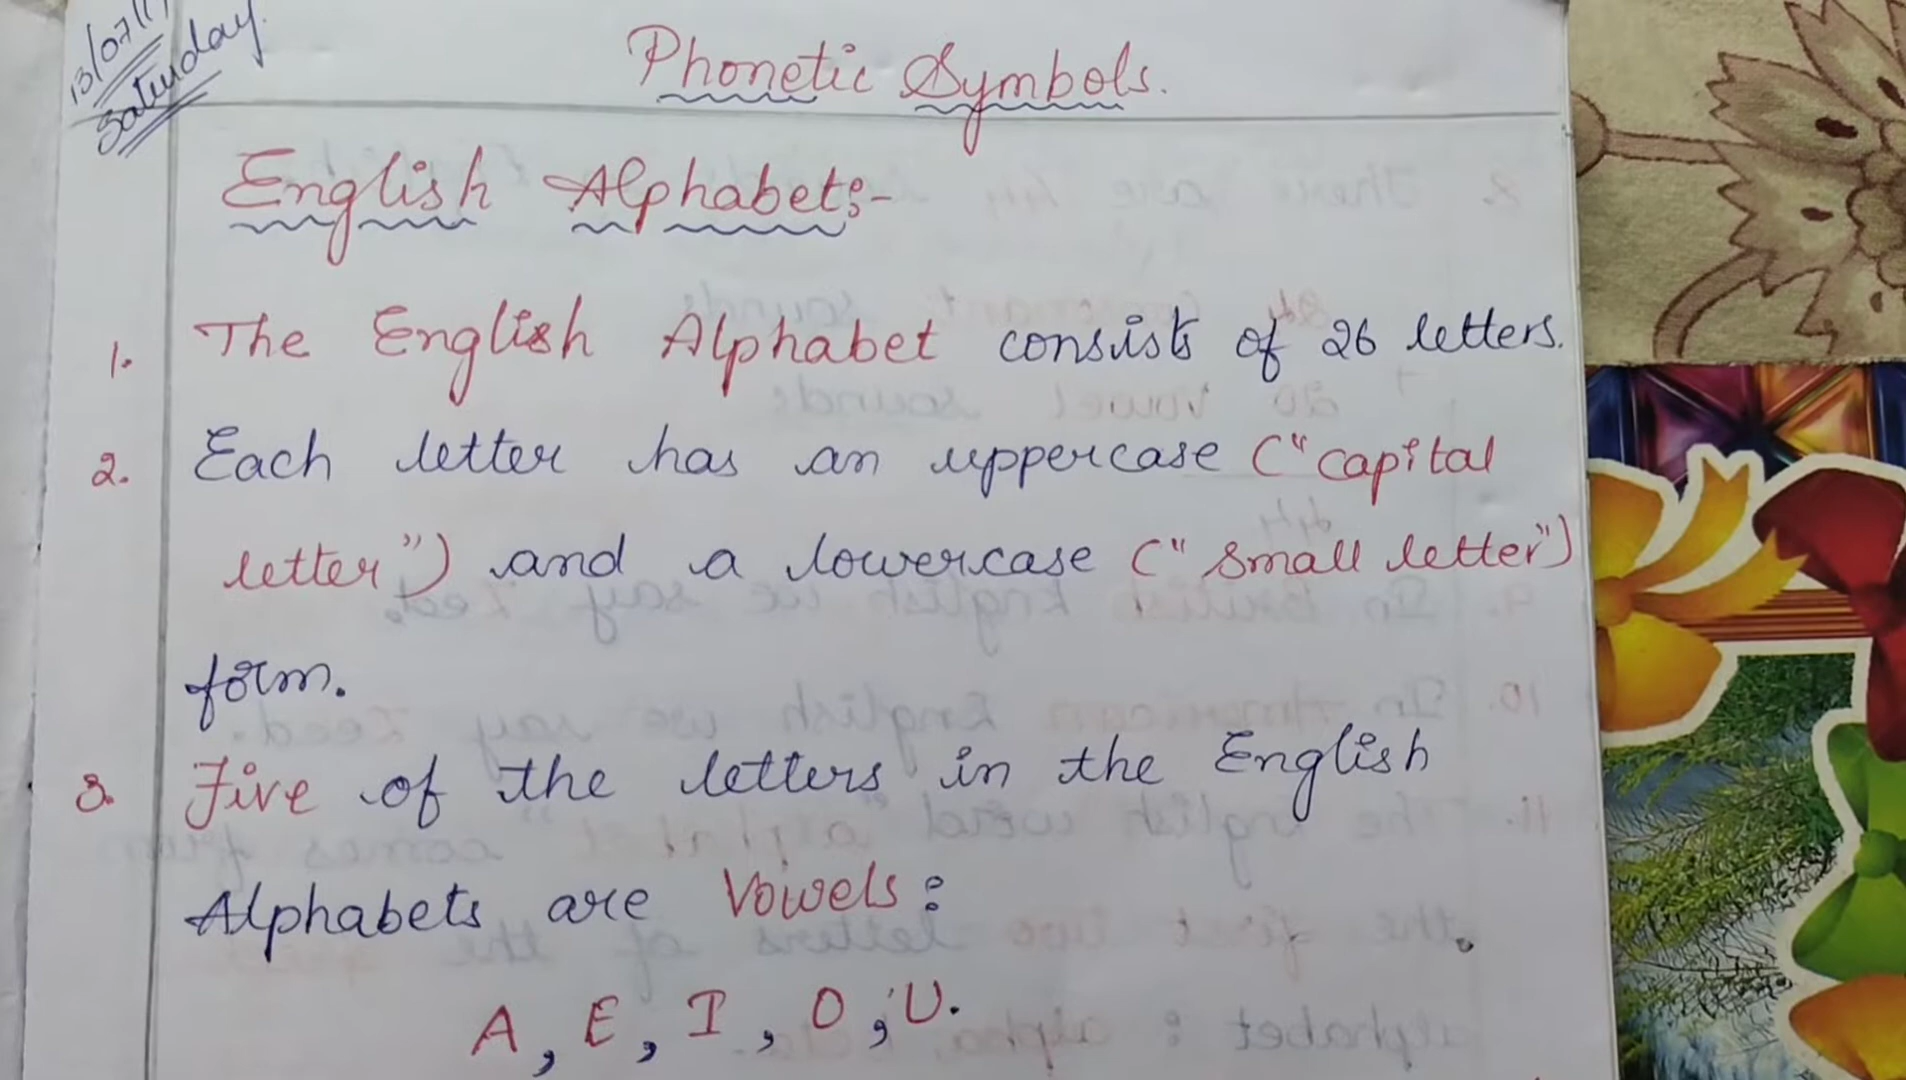 13/07/1
Saturday.
Phonetic Symbols.
English Alphabet:-
1. The English Alphabet consists of 26 letters.
2. Each letter has an uppercase ("capital
letter") and a lowercase ("small letter")
form.
3. Five of the letters in the English
Alphabets are Vowels:
A, E, I, O, U.